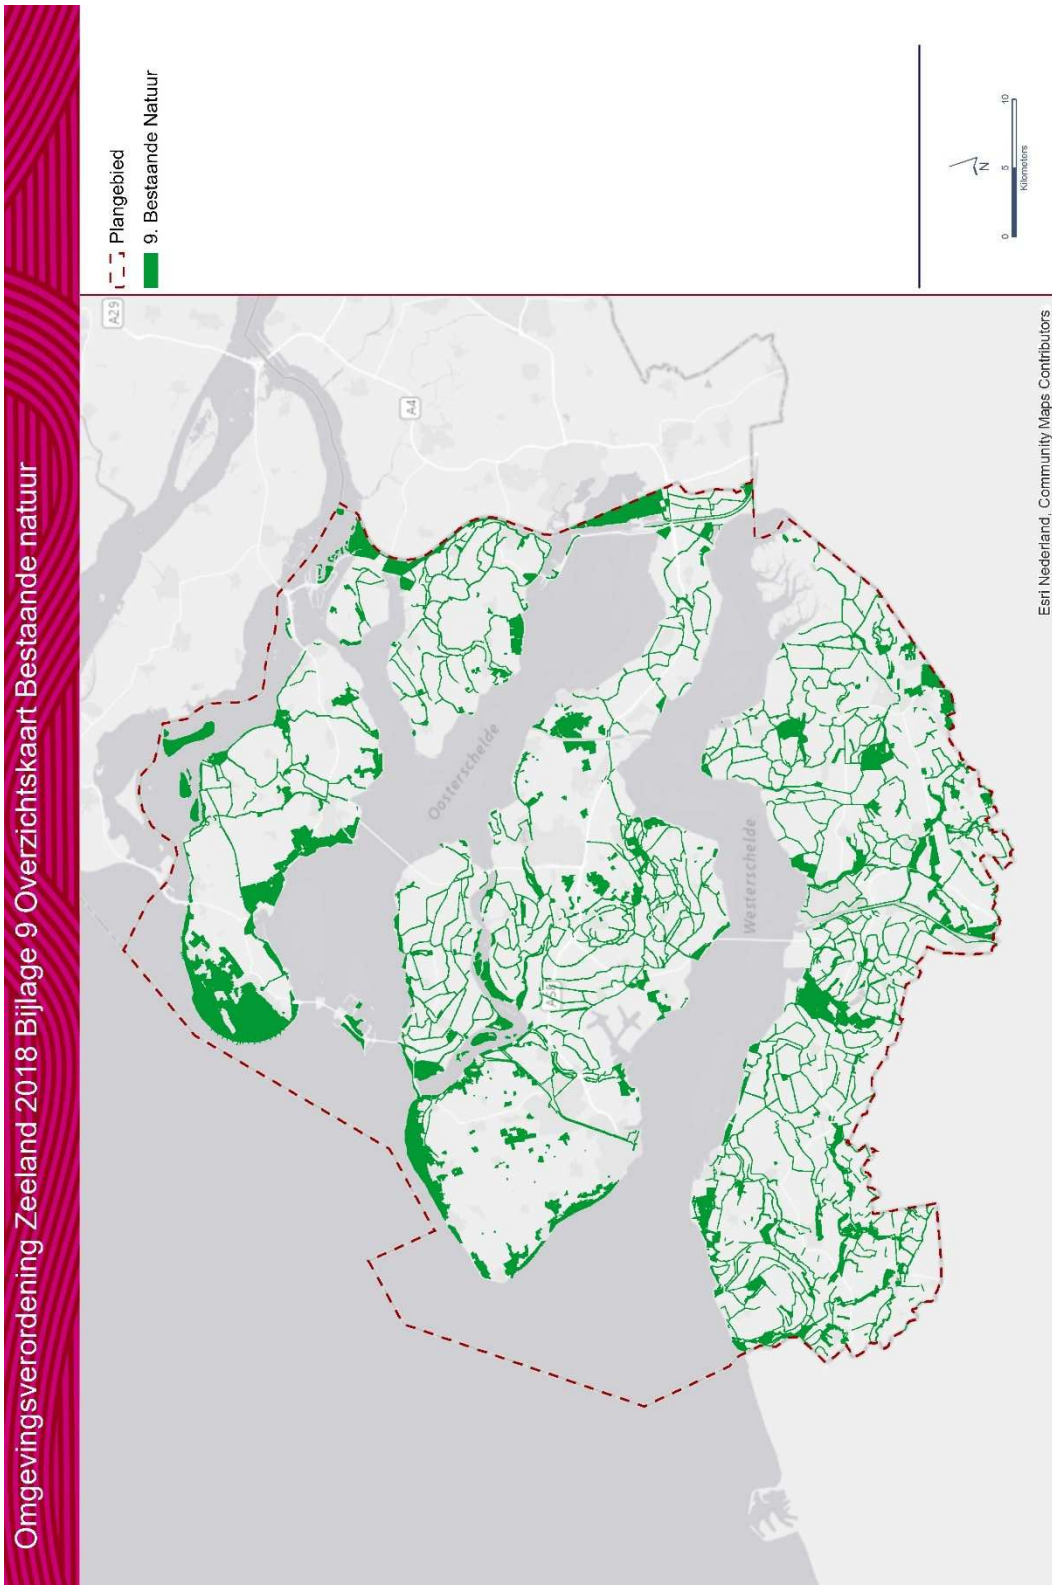 Omgevingsverordening Zeeland 2018 Bijlage 9 Overzichtskaart Bestaande natuur
Plangebied
9. Bestaande Natuur
A29
A4
Oosterschelde
A58
Westerschelde
N
0 5 10
Kilometers
Esri Nederland, Community Maps Contributors